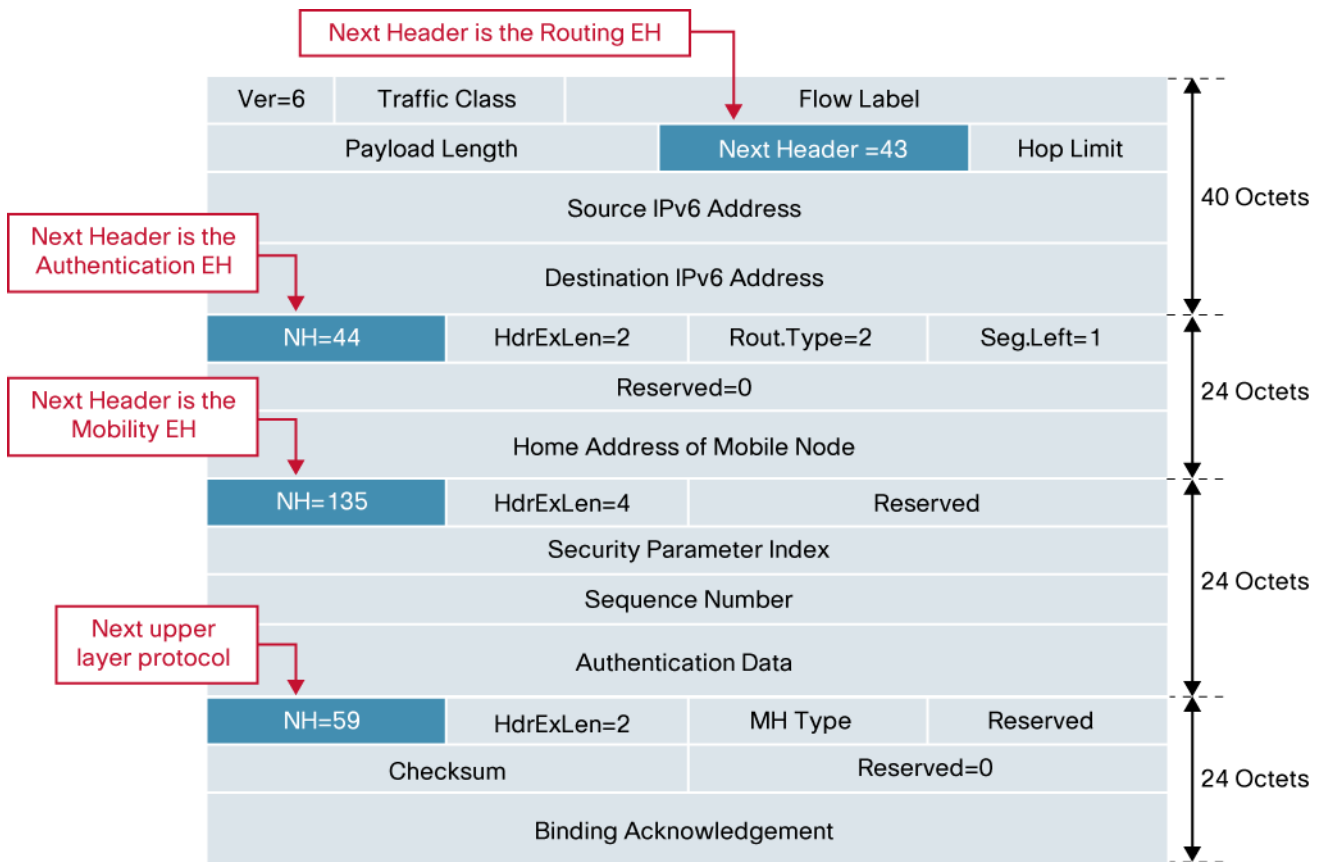 Next Header is the Routing EH
Ver=6 Traffic Class Flow Label
Payload Length Next Header =43 Hop Limit
40 Octets
Source IPv6 Address
Next Header is the
Authentication EH
Destination IPv6 Address
NH=44 HdrExLen=2 Rout.Type=2 Seg.Left=1
Reserved=0
24 Octets
Next Header is the
Mobility EH
Home Address of Mobile Node
NH=135 HdrExLen=4 Reserved
Security Parameter Index
24 Octets
Sequence Number
Next upper
layer protocol
Authentication Data
NH=59 HdrExLen=2 MH Type Reserved
Checksum Reserved=0
24 Octets
Binding Acknowledgement